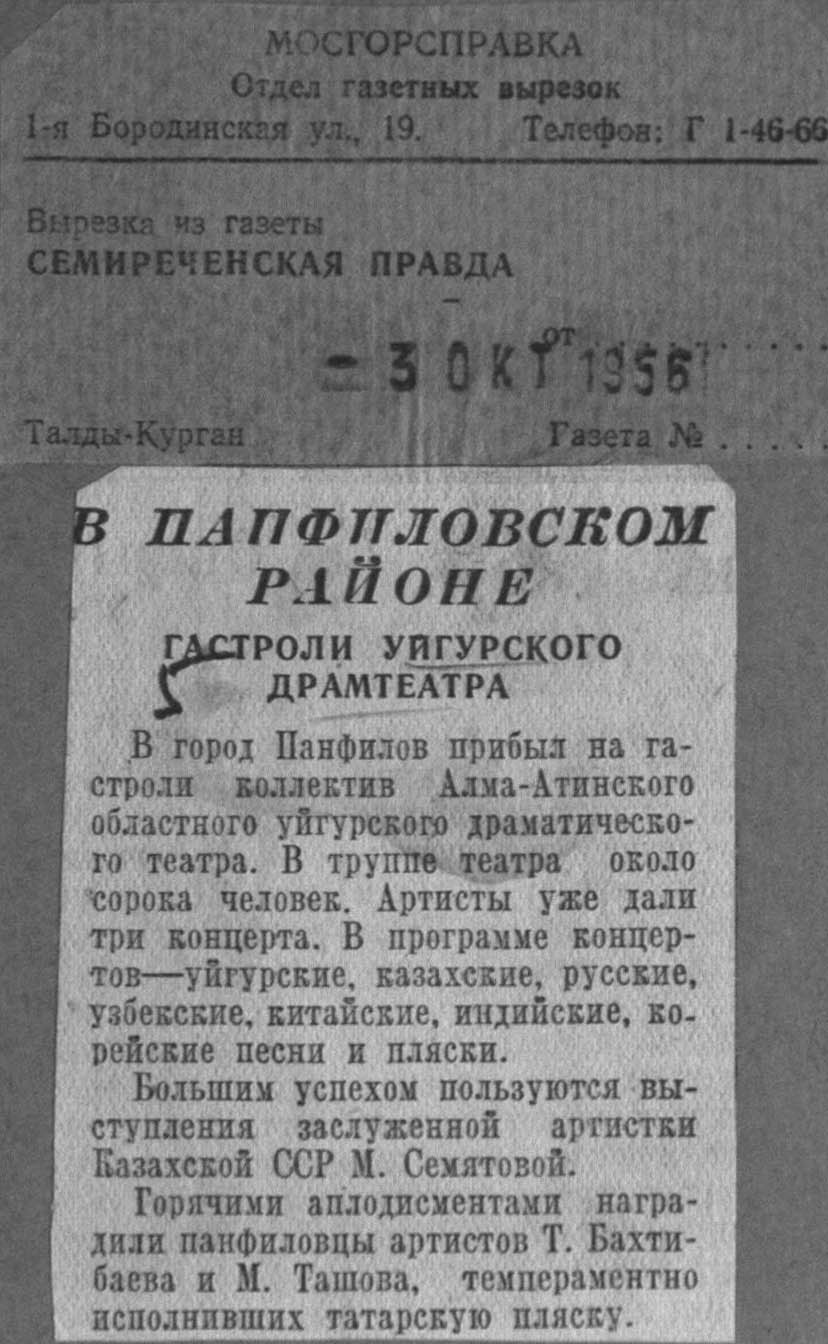 МОСГОРСПРАВКА
Отдел газетных вырезок
1-я Бородинская ул., 19. Телефон: Г 1-46-66
Вырезка из газеты
СЕМИРЕЧЕНСКАЯ ПРАВДА
от
- 3 ОКТ 1956
Талды-Курган Газета № . . . . .
В ПАНФИЛОВСКОМ
РАЙОНЕ
ГАСТРОЛИ УЙГУРСКОГО
ДРАМТЕАТРА
В город Панфилов прибыл на га-
строли коллектив Алма-Атинского
областного уйгурского драматическо-
го театра. В труппе театра около
сорока человек. Артисты уже дали
три концерта. В программе концер-
тов—уйгурские, казахские, русские,
узбекские, китайские, индийские, ко-
рейские песни и пляски.
Большим успехом пользуются вы-
ступления заслуженной артистки
Казахской ССР М. Семятовой.
Горячими аплодисментами награ-
дили панфиловцы артистов Т. Бахти-
баева и М. Ташова, темпераментно
исполнивших татарскую пляску.